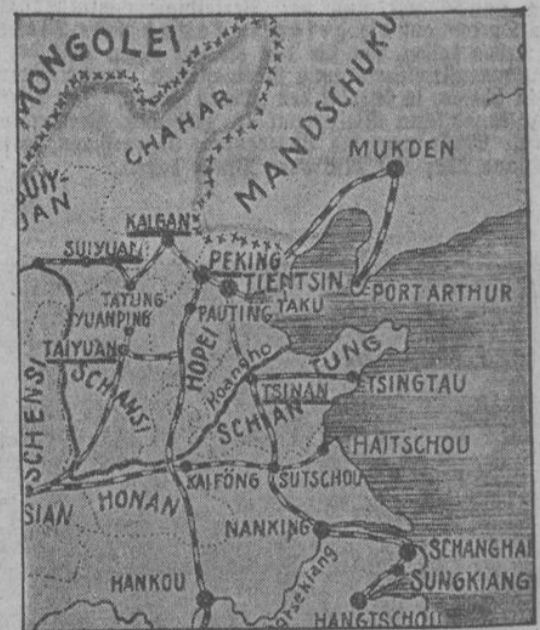 MONGOLEI
CHAHAR
MANDSCHUKU
SUIY-
UAN
MUKDEN
KALGAN
SUIYUAN
PEKING
TIENTSIN
TATUNG
TAKU
PORT ARTHUR
YUANPING
PAUTING
TAIYUAN
HOPEI
SCHENSI
SCHANSI
Hoangho
SCHAN
TUNG
TSINAN
TSINGTAU
HAITSCHOU
KAIFÖNG
SUTSCHOU
SIAN
HONAN
NANKING
SCHANGHAI
SUNGKIANG
HANKOU
HANGTSCHOU